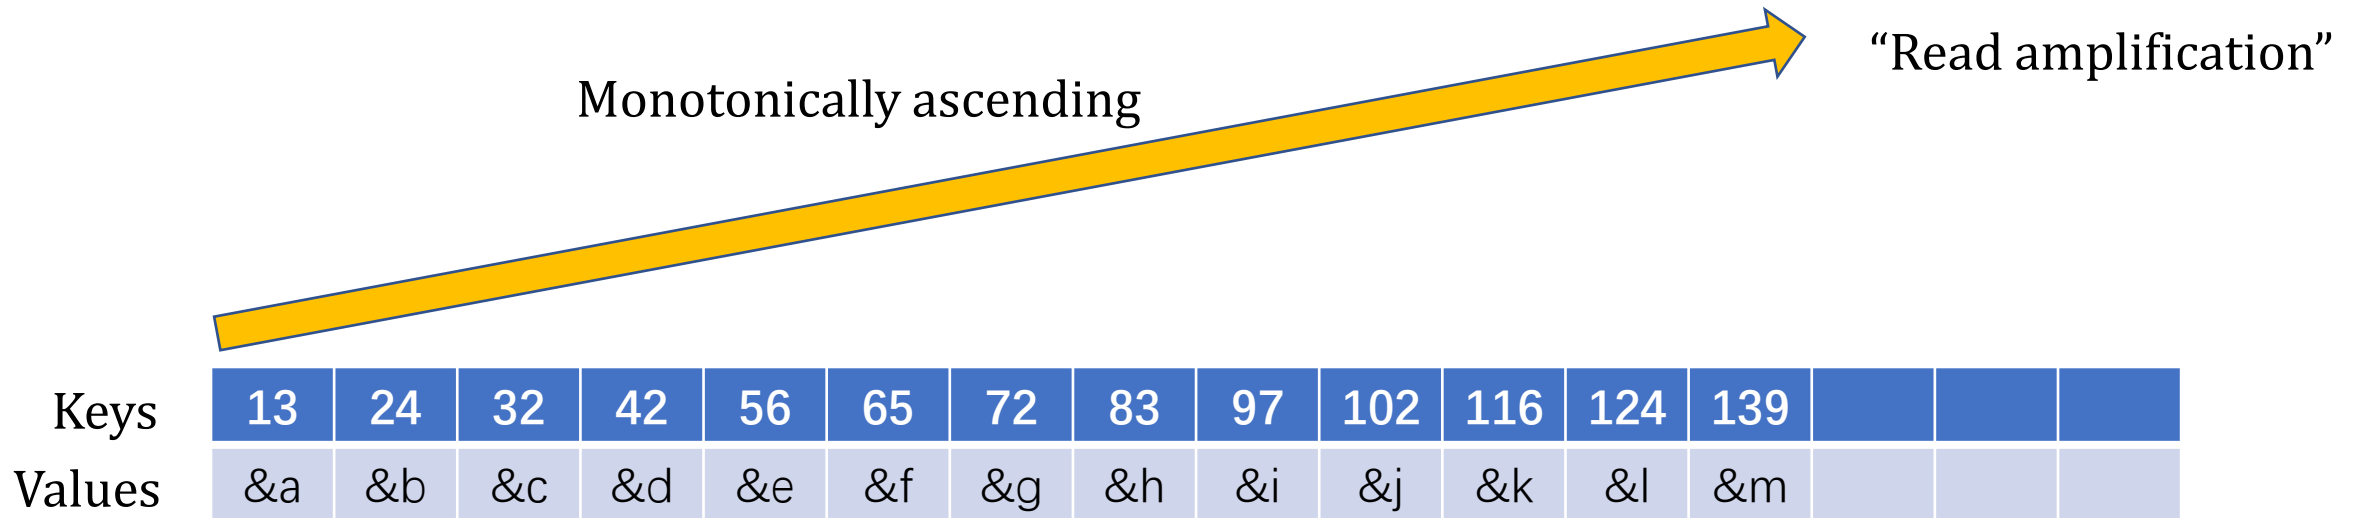 “Read amplification”
Monotonically ascending
Keys 13 24 32 42 56 65 72 83 97 102 116 124 139
Values &a &b &c &d &e &f &g &h &i &j &k &l &m